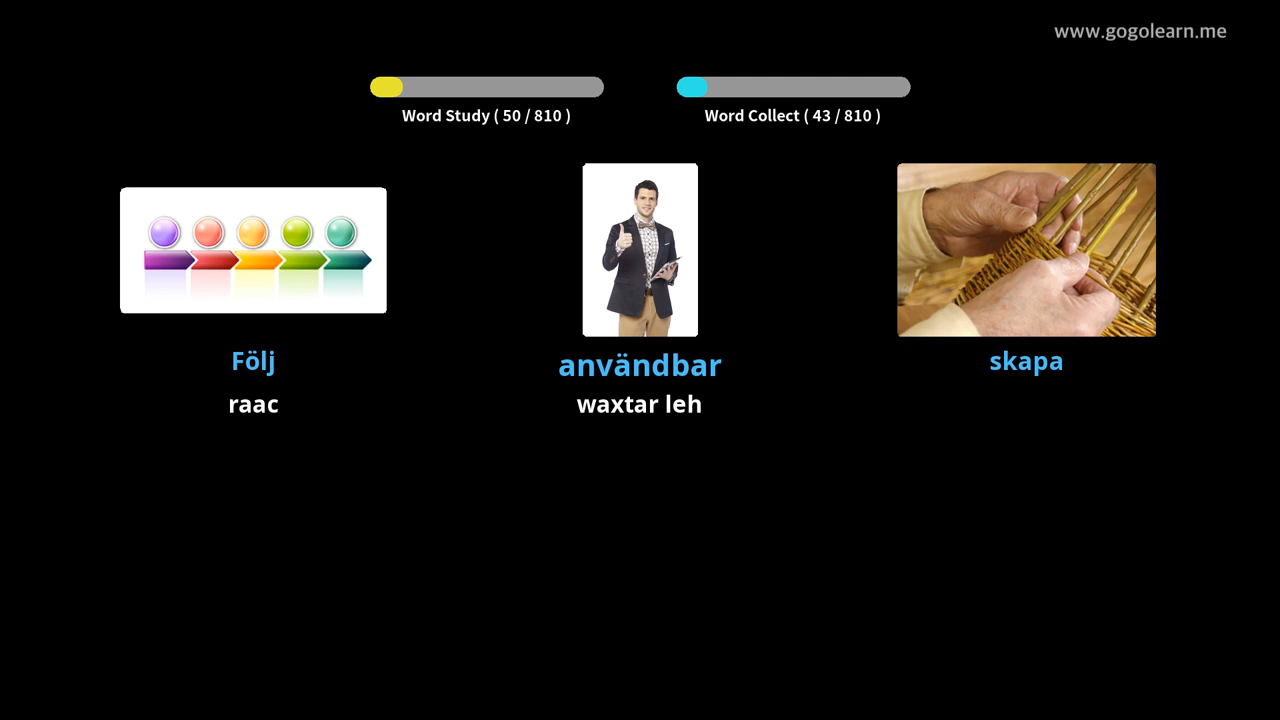 www.gogolearn.me
Word Study ( 50 / 810 )
Word Collect ( 43 / 810 )
Följ
användbar
skapa
raac
waxtar leh